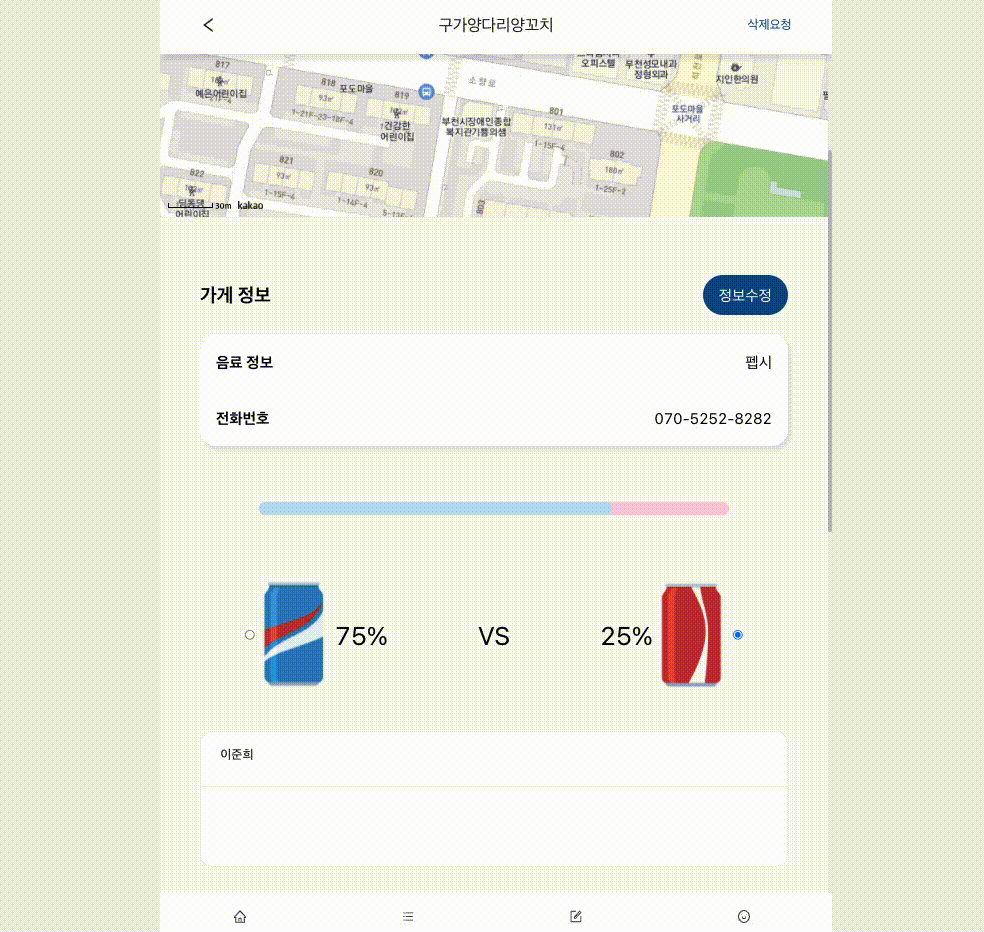 구가양다리양꼬치
삭제요청
817
예은어린이집
818
포도마을
93㎡
1-21F-23-18F-4
819
건강한
어린이집
소향로
오피스텔
부천성모내과
정형외과
지인한의원
포도마을
사거리
부천시장애인종합
복지관기쁨의샘
801
131㎡
1-15F-4
802
180㎡
1-25F-2
821
93㎡
1-15F-4
820
93㎡
1-14F-4
822
어린이집
803
30m kakao
가게 정보
정보수정
음료 정보
펩시
전화번호
070-5252-8282
75%
VS
25%
이준희